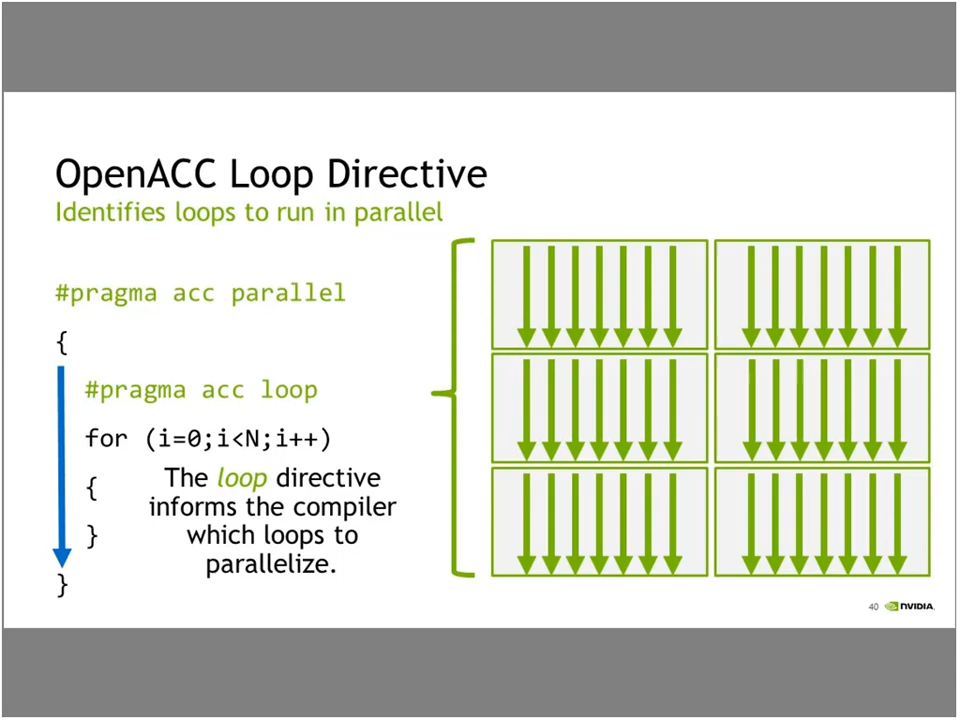 OpenACC Loop Directive
Identifies loops to run in parallel
#pragma acc parallel
{
#pragma acc loop
for (i=0;i<N;i++)
{
The loop directive
informs the compiler
which loops to
parallelize.
}
}
40 NVIDIA.